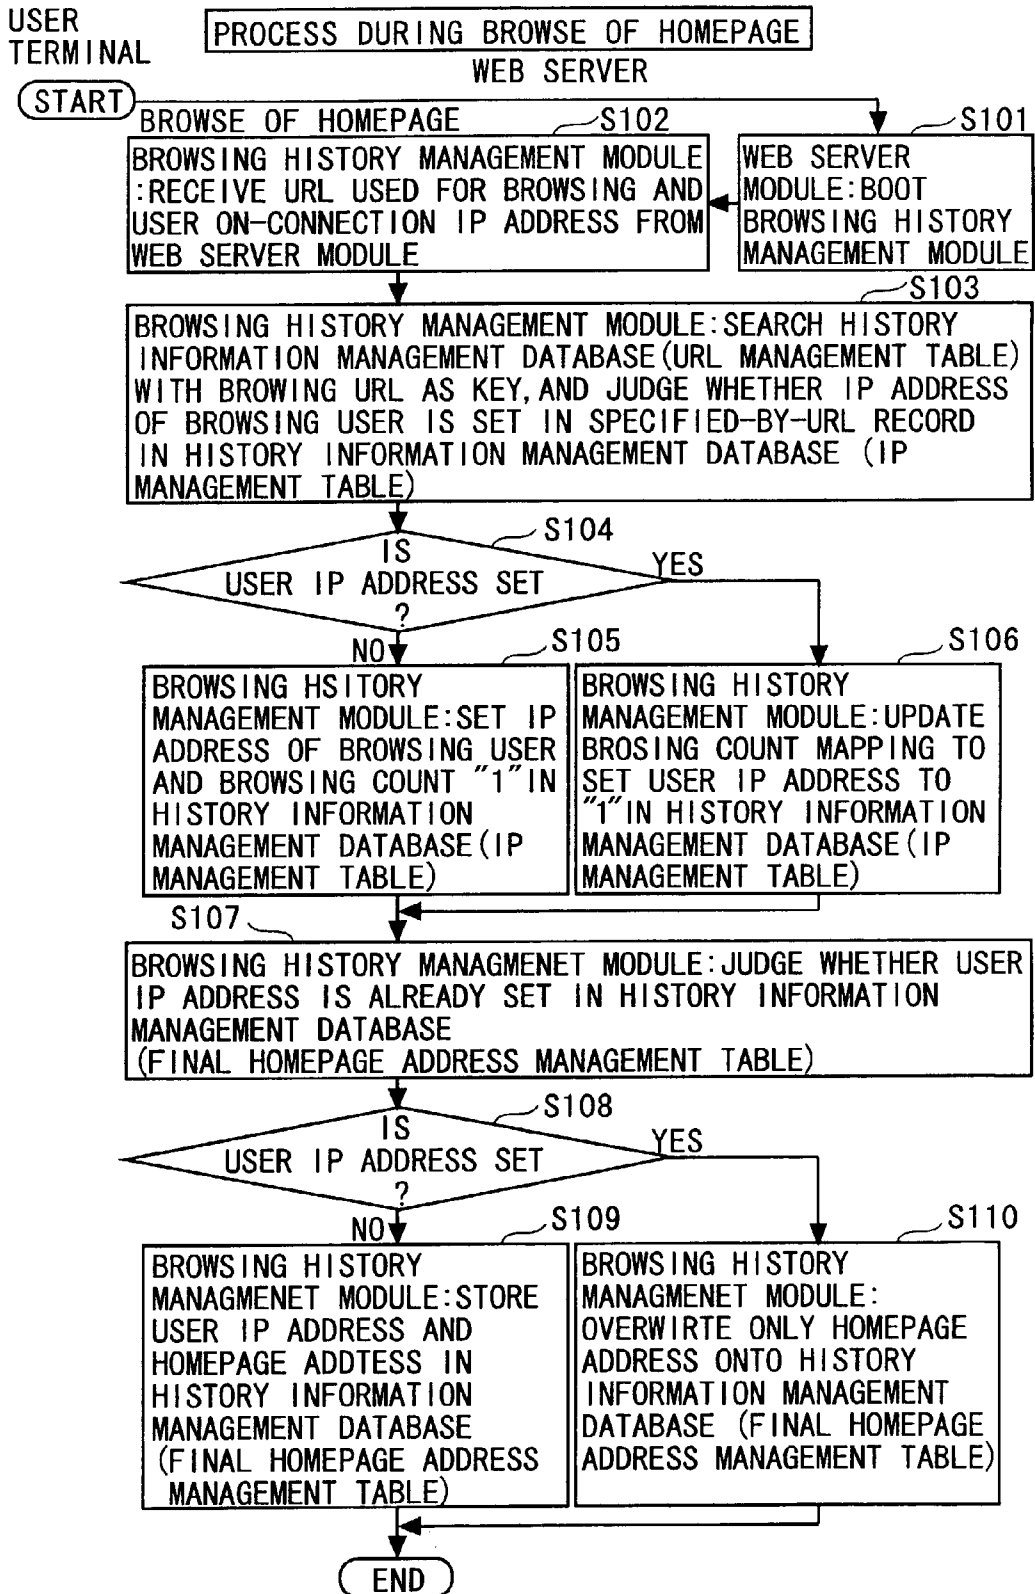 USER
TERMINAL
PROCESS DURING BROWSE OF HOMEPAGE
WEB SERVER
START
BROWSE OF HOMEPAGE
S102
S101
BROWSING HISTORY MANAGEMENT MODULE
:RECEIVE URL USED FOR BROWSING AND
USER ON-CONNECTION IP ADDRESS FROM
WEB SERVER MODULE
WEB SERVER
MODULE:BOOT
BROWSING HISTORY
MANAGEMENT MODULE
S103
BROWSING HISTORY MANAGEMENT MODULE:SEARCH HISTORY
INFORMATION MANAGEMENT DATABASE(URL MANAGEMENT TABLE)
WITH BROWING URL AS KEY,AND JUDGE WHETHER IP ADDRESS
OF BROWSING USER IS SET IN SPECIFIED-BY-URL RECORD
IN HISTORY INFORMATION MANAGEMENT DATABASE (IP
MANAGEMENT TABLE)
S104
IS
USER IP ADDRESS SET
?
YES
NO
S105
BROWSING HSITORY
MANAGEMENT MODULE:SET IP
ADDRESS OF BROWSING USER
AND BROWSING COUNT "1"IN
HISTORY INFORMATION
MANAGEMENT DATABASE(IP
MANAGEMENT TABLE)
S106
BROWSING HISTORY
MANAGEMENT MODULE:UPDATE
BROSING COUNT MAPPING TO
SET USER IP ADDRESS TO
"1"IN HISTORY INFORMATION
MANAGEMENT DATABASE(IP
MANAGEMENT TABLE)
S107
BROWSING HISTORY MANAGMENET MODULE:JUDGE WHETHER USER
IP ADDRESS IS ALREADY SET IN HISTORY INFORMATION
MANAGEMENT DATABASE
(FINAL HOMEPAGE ADDRESS MANAGEMENT TABLE)
S108
IS
USER IP ADDRESS SET
?
YES
NO
S109
BROWSING HISTORY
MANAGMENET MODULE:STORE
USER IP ADDRESS AND
HOMEPAGE ADDTESS IN
HISTORY INFORMATION
MANAGEMENT DATABASE
(FINAL HOMEPAGE ADDRESS
MANAGEMENT TABLE)
S110
BROWSING HISTORY
MANAGMENET MODULE:
OVERWIRTE ONLY HOMEPAGE
ADDRESS ONTO HISTORY
INFORMATION MANAGEMENT
DATABASE (FINAL HOMEPAGE
ADDRESS MANAGEMENT TABLE)
END